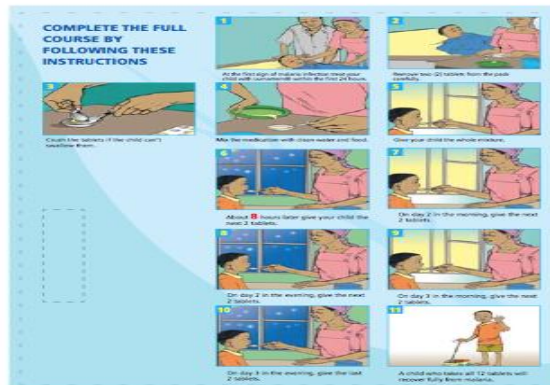 COMPLETE THE FULL
COURSE BY
FOLLOWING THESE
INSTRUCTIONS
1
At the first sign of malaria infection treat your
child with within the first 24 hours.
2
Remove two (2) tablets from the pack
carefully.
3
Crush the tablets (if the child can't
swallow them.
4
Mix the medication with clean water and food.
5
Give your child the whole mixture.
6
About 8 hours later give your child the
next 2 tablets.
7
On day 2 in the morning, give the next
2 tablets.
8
On day 2 in the evening, give the next
2 tablets.
9
On day 3 in the morning, give the next
2 tablets.
10
On day 3 in the evening, give the last
2 tablets.
11
A child who takes all 12 tablets will
recover fully from malaria.